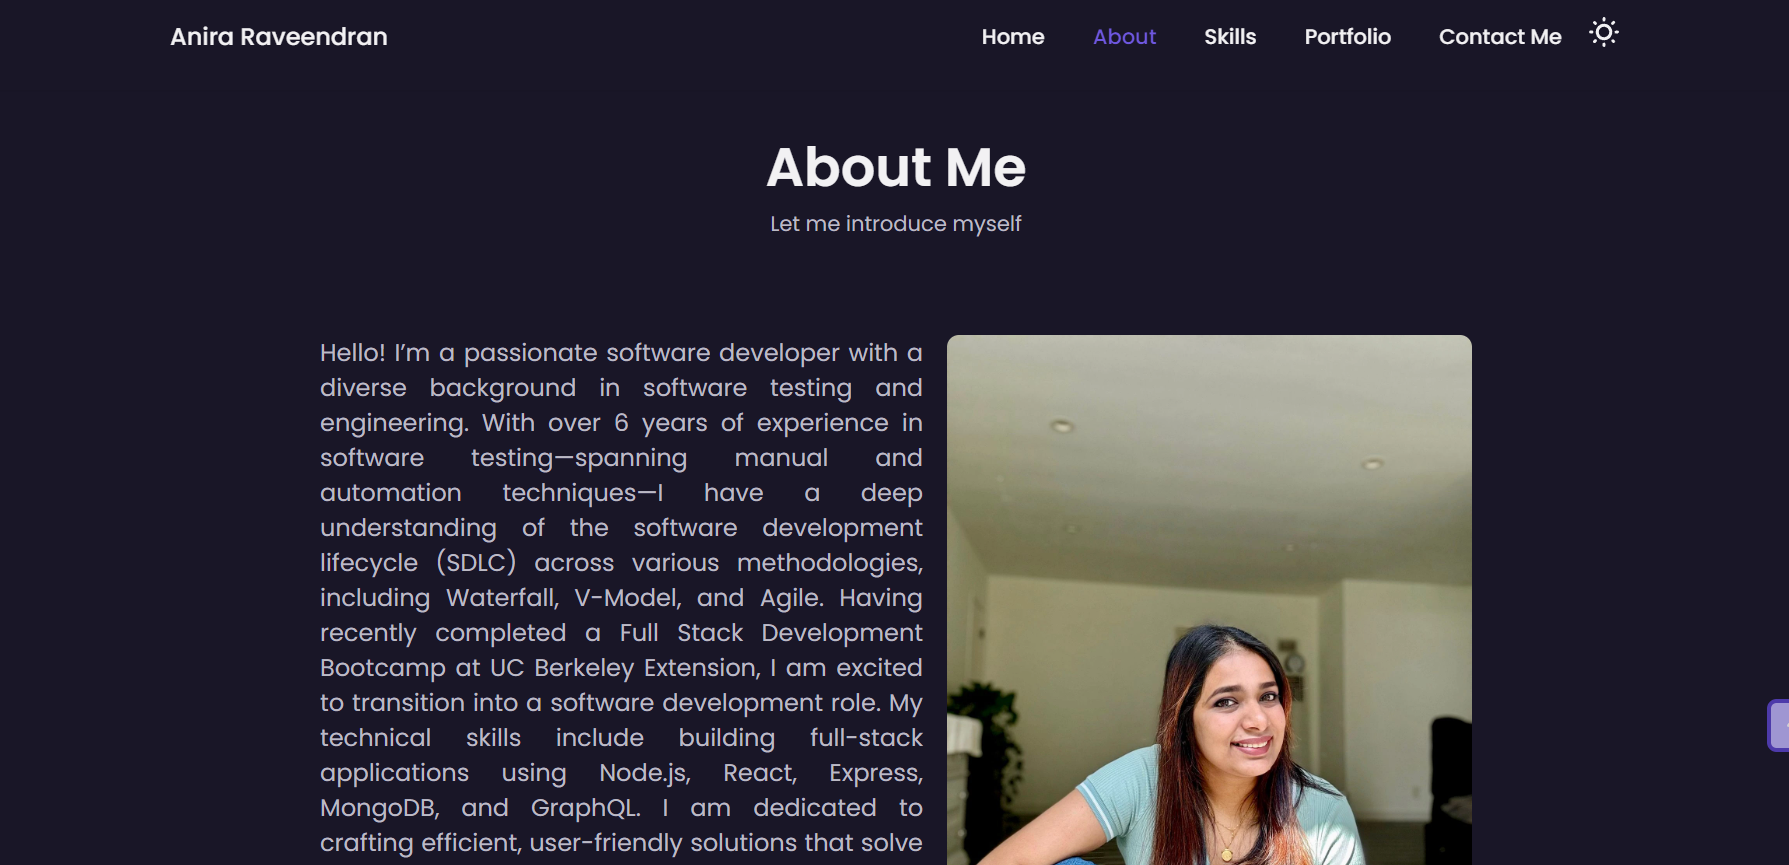 Anira Raveendran
Home
About
Skills
Portfolio
Contact Me
About Me
Let me introduce myself
Hello! I’m a passionate software developer with a
diverse background in software testing and
engineering. With over 6 years of experience in
software testing—spanning manual and
automation techniques—I have a deep
understanding of the software development
lifecycle (SDLC) across various methodologies,
including Waterfall, V-Model, and Agile. Having
recently completed a Full Stack Development
Bootcamp at UC Berkeley Extension, I am excited
to transition into a software development role. My
technical skills include building full-stack
applications using Node.js, React, Express,
MongoDB, and GraphQL. I am dedicated to
crafting efficient, user-friendly solutions that solve